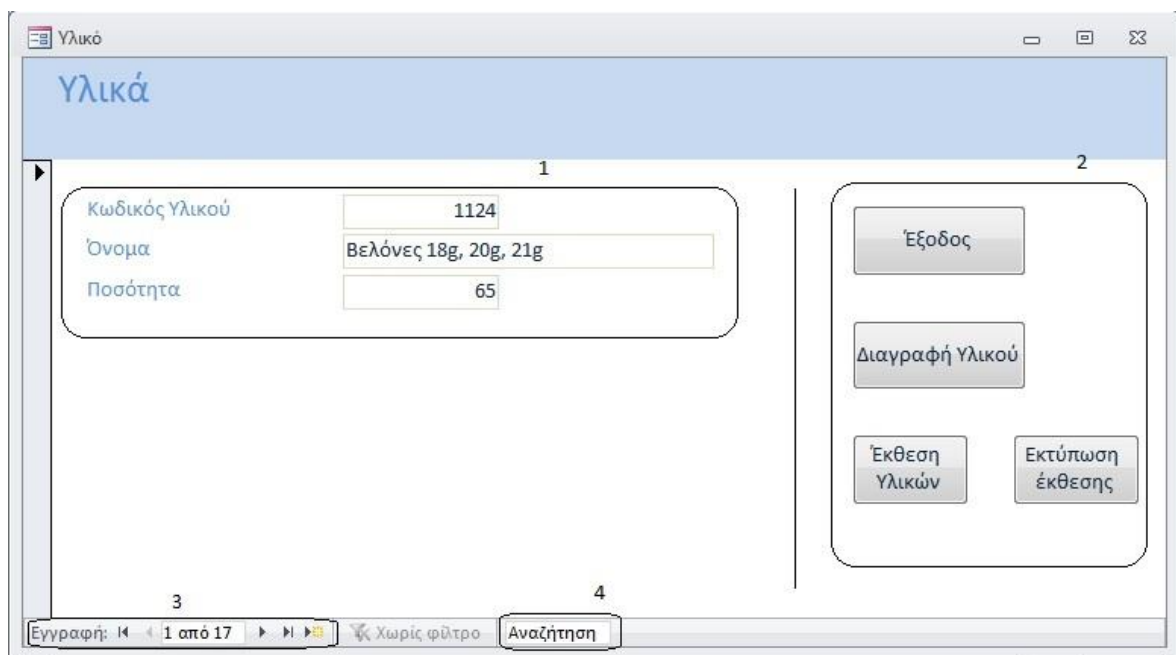 Υλικό
Υλικά
1
2
Κωδικός Υλικού 1124
Όνομα Βελόνες 18g, 20g, 21g
Ποσότητα 65
Έξοδος
Διαγραφή Υλικού
Έκθεση
Υλικών
Εκτύπωση
έκθεσης
3
4
Εγγραφή: 1 από 17 Χωρίς φίλτρο Αναζήτηση